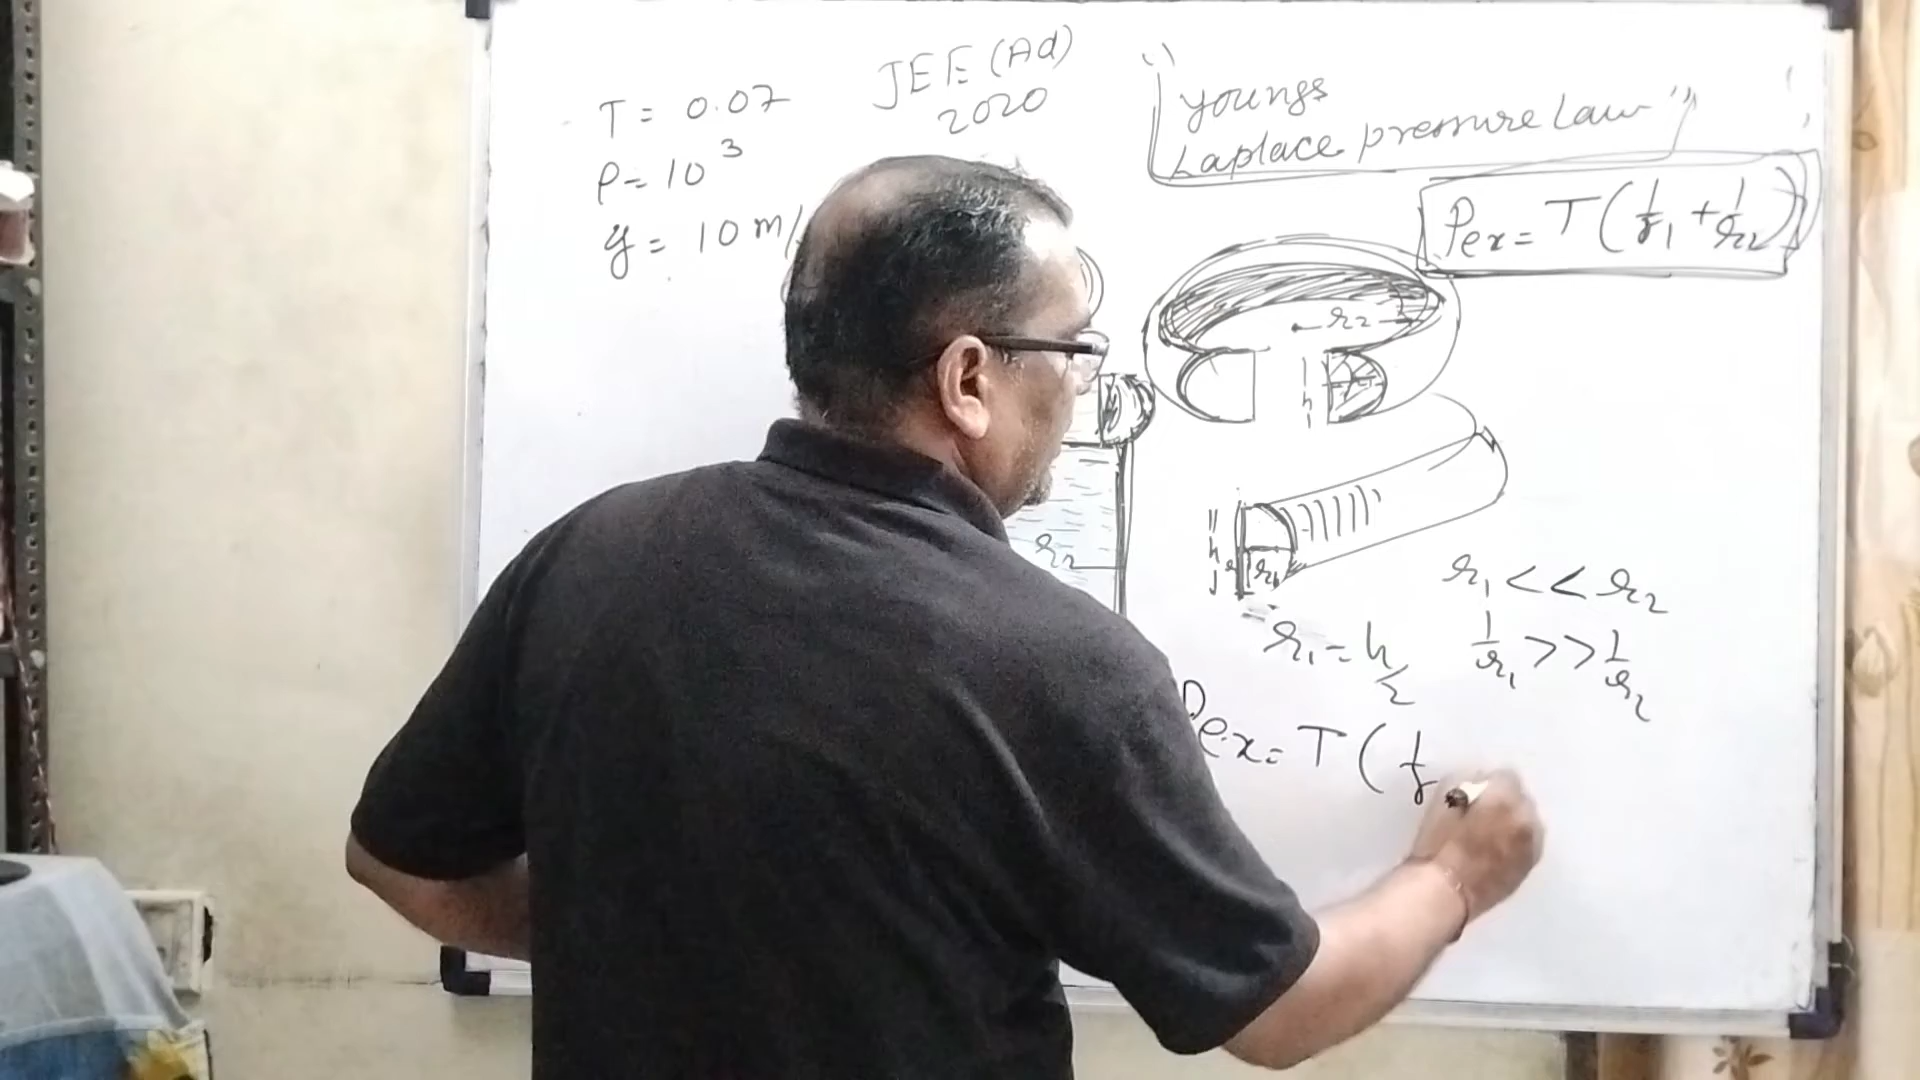 T = 0.07
ρ = 10³
g = 10 m/
JEE (Ad)
2020
" youngs
Laplace pressure Law "
Pex = T ( 1/r₁ + 1/r₂ )
r₂
h
r₂
h
r₁
r₁ << r₂
r₁ = h/2
1/r₁ >> 1/r₂
Pex = T ( 1/r